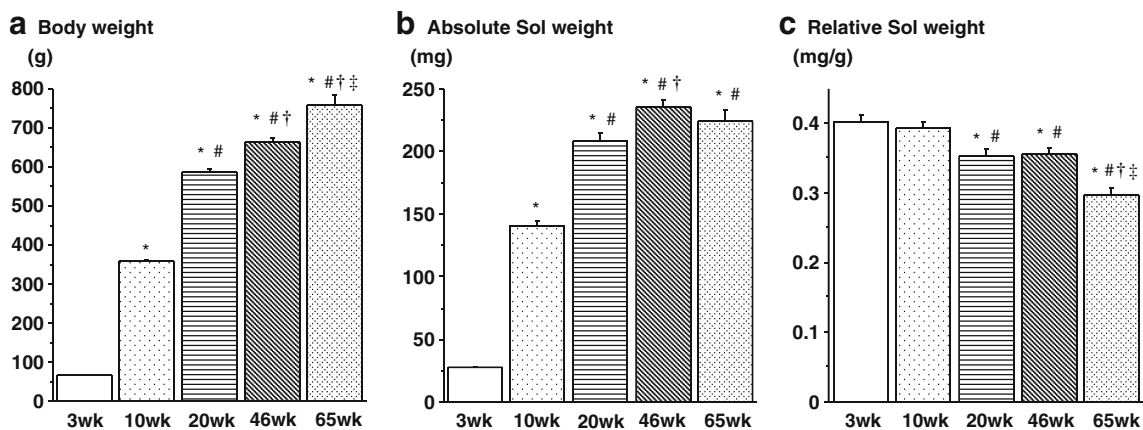 a Body weight
(g)
800
700
600
500
400
300
200
100
0
*
* #
* # †
* # † ‡
3wk 10wk 20wk 46wk 65wk
b Absolute Sol weight
(mg)
250
200
150
100
50
0
*
* #
* # †
* #
3wk 10wk 20wk 46wk 65wk
c Relative Sol weight
(mg/g)
0.4
0.3
0.2
0.1
0
* #
* #
* # † ‡
3wk 10wk 20wk 46wk 65wk